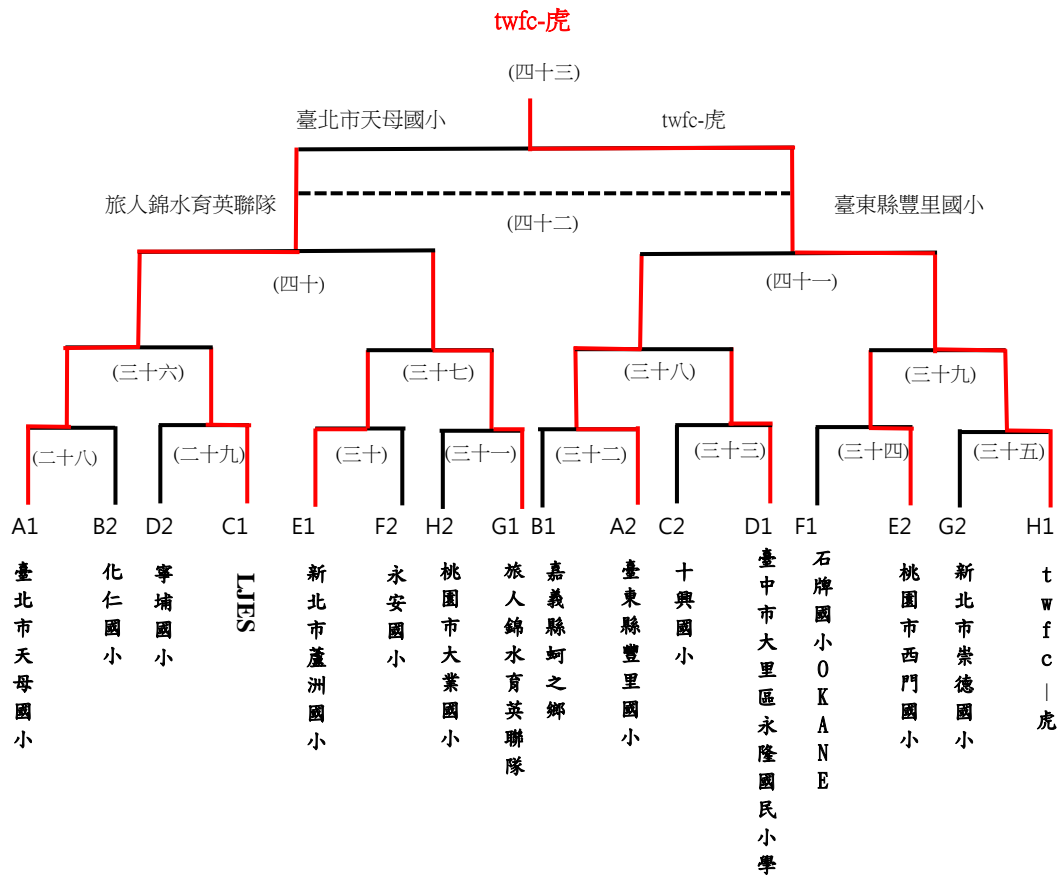 twfc-虎
(四十三)
臺北市天母國小
twfc-虎
旅人錦水育英聯隊
(四十二)
臺東縣豐里國小
(四十)
(四十一)
(三十六)
(三十七)
(三十八)
(三十九)
(二十八)
(二十九)
(三十)
(三十一)
(三十二)
(三十三)
(三十四)
(三十五)
A1
B2
D2
C1
E1
F2
H2
G1
B1
A2
C2
D1
F1
E2
G2
H1
臺北市天母國小
化仁國小
寧埔國小
LJES
新北市蘆洲國小
永安國小
桃園市大業國小
旅人錦水育英聯隊
嘉義縣蚵之鄉
臺東縣豐里國小
十興國小
臺中市大里區永隆國民小學
石牌國小OKANE
桃園市西門國小
新北市崇德國小
twfc|虎